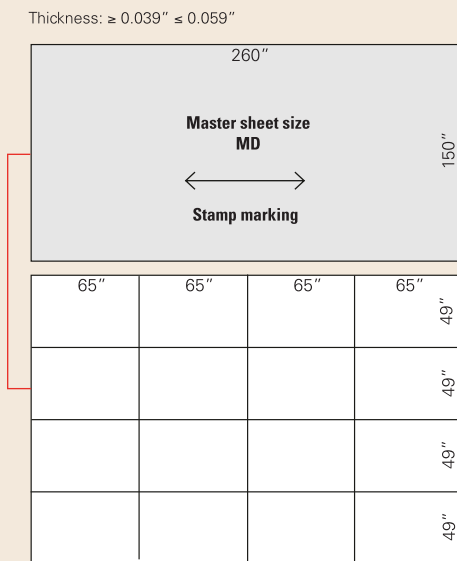 Thickness: ≥ 0.039” ≤ 0.059”
260”
Master sheet size
MD
150”
Stamp marking
65” 65” 65” 65”
49”
49”
49”
49”